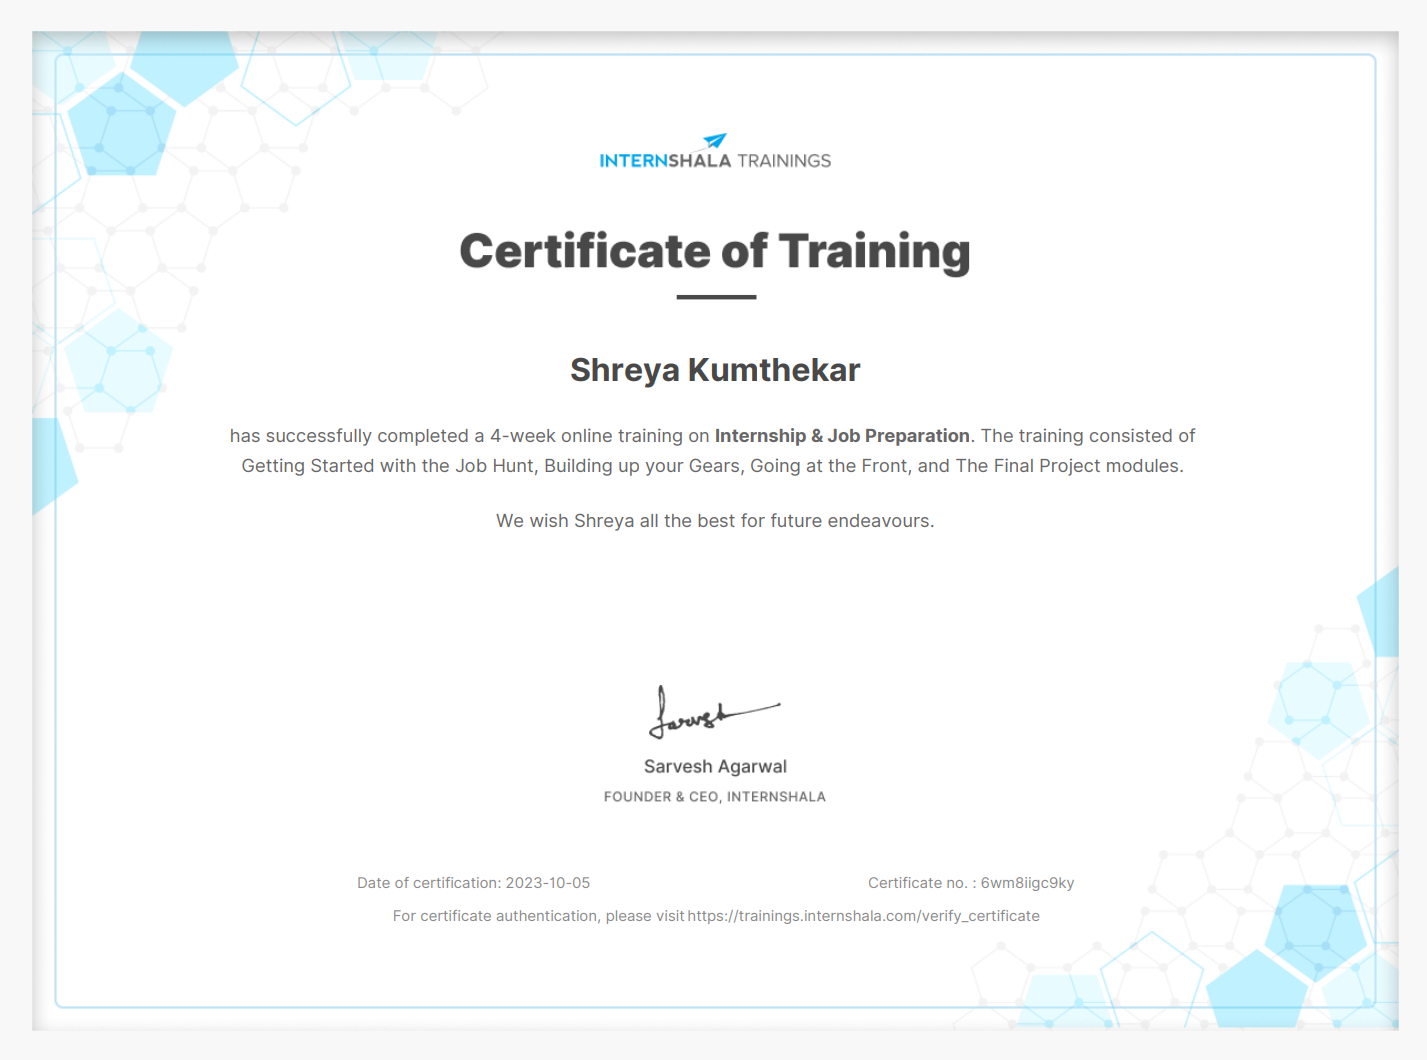 INTERNSHALA TRAININGS
Certificate of Training
Shreya Kumthekar
has successfully completed a 4-week online training on Internship & Job Preparation. The training consisted of
Getting Started with the Job Hunt, Building up your Gears, Going at the Front, and The Final Project modules.
We wish Shreya all the best for future endeavours.
Sarvesh
Sarvesh Agarwal
FOUNDER & CEO, INTERNSHALA
Date of certification: 2023-10-05
Certificate no. : 6wm8iigc9ky
For certificate authentication, please visit https://trainings.internshala.com/verify_certificate